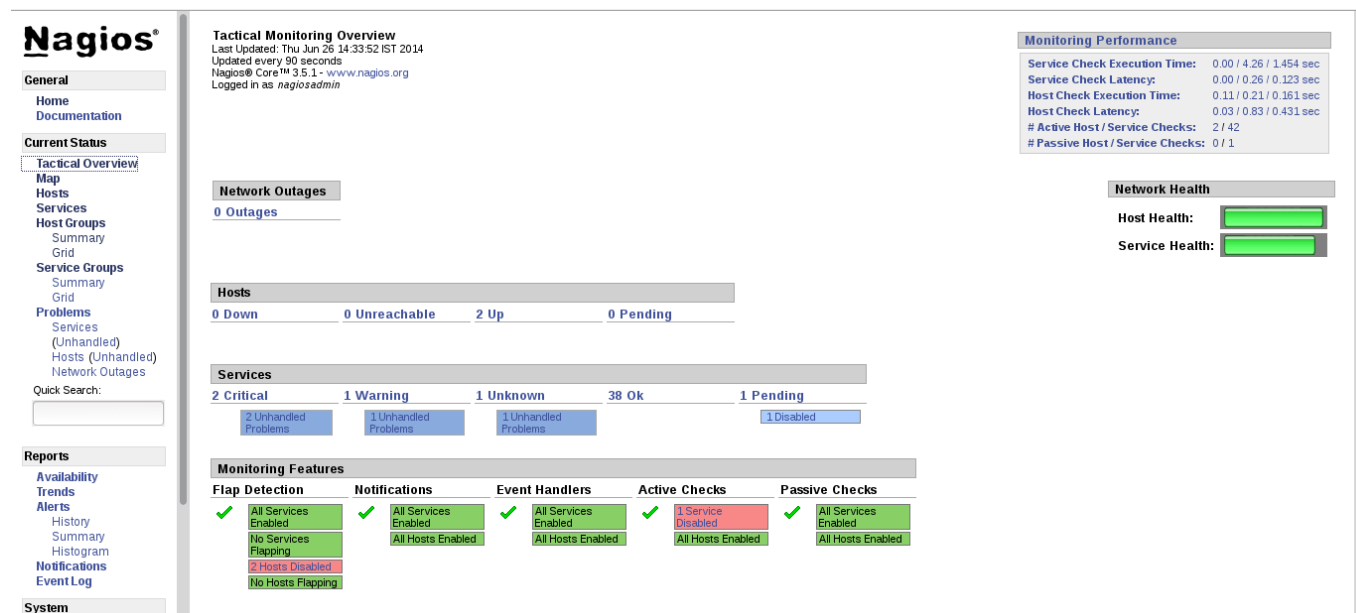 Nagios®
General
Home
Documentation
Current Status
Tactical Overview
Map
Hosts
Services
Host Groups
Summary
Grid
Service Groups
Summary
Grid
Problems
Services
(Unhandled)
Hosts (Unhandled)
Network Outages
Quick Search:
Reports
Availability
Trends
Alerts
History
Summary
Histogram
Notifications
Event Log
System
Tactical Monitoring Overview
Last Updated: Thu Jun 26 14:33:52 IST 2014
Updated every 90 seconds
Nagios® Core™ 3.5.1 - www.nagios.org
Logged in as nagiosadmin
Monitoring Performance
Service Check Execution Time: 0.00 / 4.26 / 1.454 sec
Service Check Latency: 0.00 / 0.26 / 0.123 sec
Host Check Execution Time: 0.11 / 0.21 / 0.161 sec
Host Check Latency: 0.03 / 0.83 / 0.431 sec
# Active Host / Service Checks: 2 / 42
# Passive Host / Service Checks: 0 / 1
Network Outages
0 Outages
Network Health
Host Health:
Service Health:
Hosts
0 Down 0 Unreachable 2 Up 0 Pending
Services
2 Critical 1 Warning 1 Unknown 38 Ok 1 Pending
2 Unhandled Problems
1 Unhandled Problems
1 Unhandled Problems
1 Disabled
Monitoring Features
Flap Detection Notifications Event Handlers Active Checks Passive Checks
All Services Enabled
No Services Flapping
2 Hosts Disabled
No Hosts Flapping
All Services Enabled
All Hosts Enabled
All Services Enabled
All Hosts Enabled
1 Service Disabled
All Hosts Enabled
All Services Enabled
All Hosts Enabled